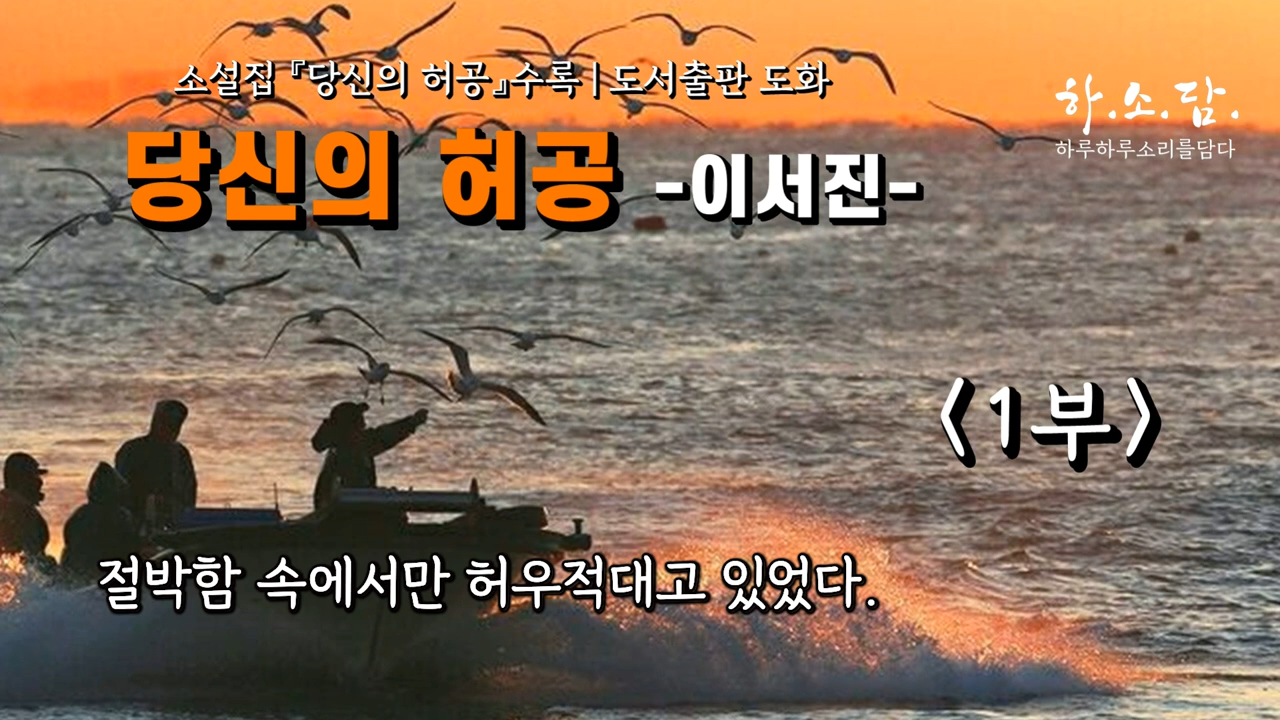 소설집 『당신의 허공』수록 | 도서출판 도화
하.소.담.
하루하루소리를담다
당신의 허공 -이서진-
〈1부〉
절박함 속에서만 허우적대고 있었다.